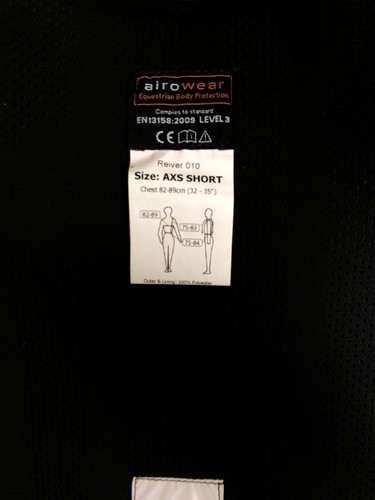 airowear
Equestrian Body Protection
Complies to standard
EN13158:2009 LEVEL 3
CE
Reiver 010
Size: AXS SHORT
Chest 82-89cm (32 - 35")
82-89
75-83
75-84
Outer & Lining: 100% Polyester